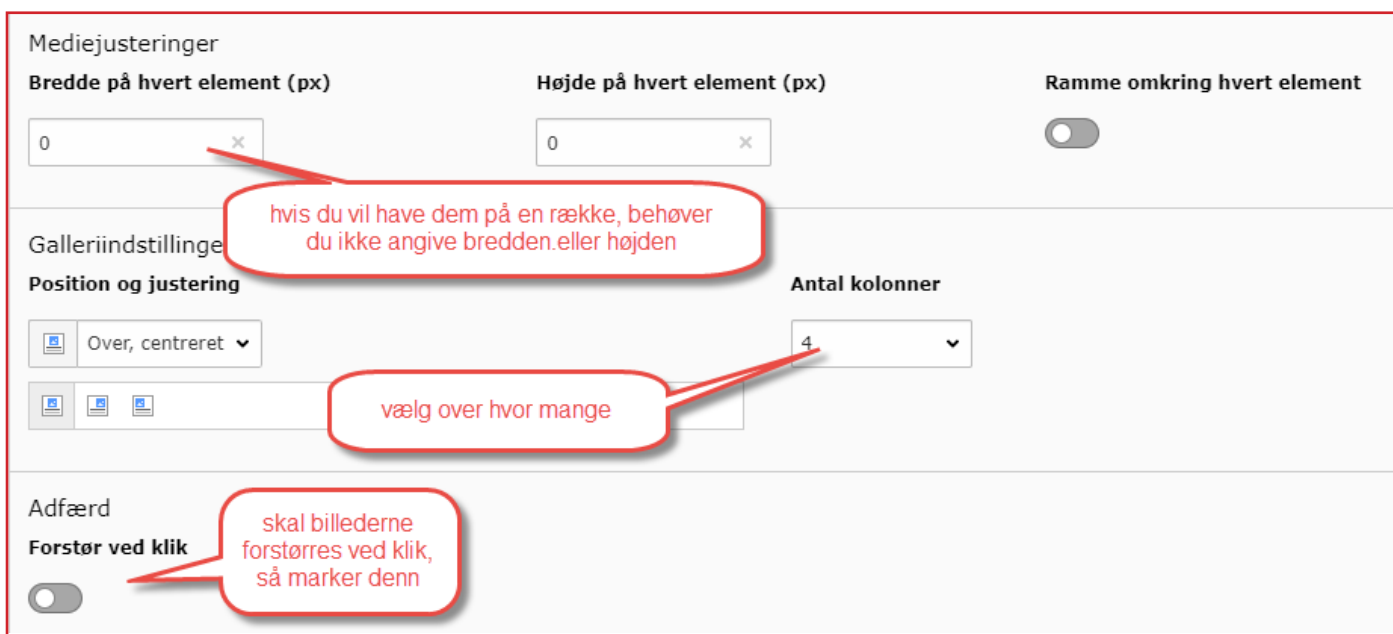 Mediejusteringer
Bredde på hvert element (px)
Højde på hvert element (px)
Ramme omkring hvert element
0
0
hvis du vil have dem på en række, behøver
du ikke angive bredden.eller højden
Galleriindstillinge
Position og justering
Antal kolonner
Over, centreret
4
vælg over hvor mange
Adfærd
Forstør ved klik
skal billederne
forstørres ved klik,
så marker denn